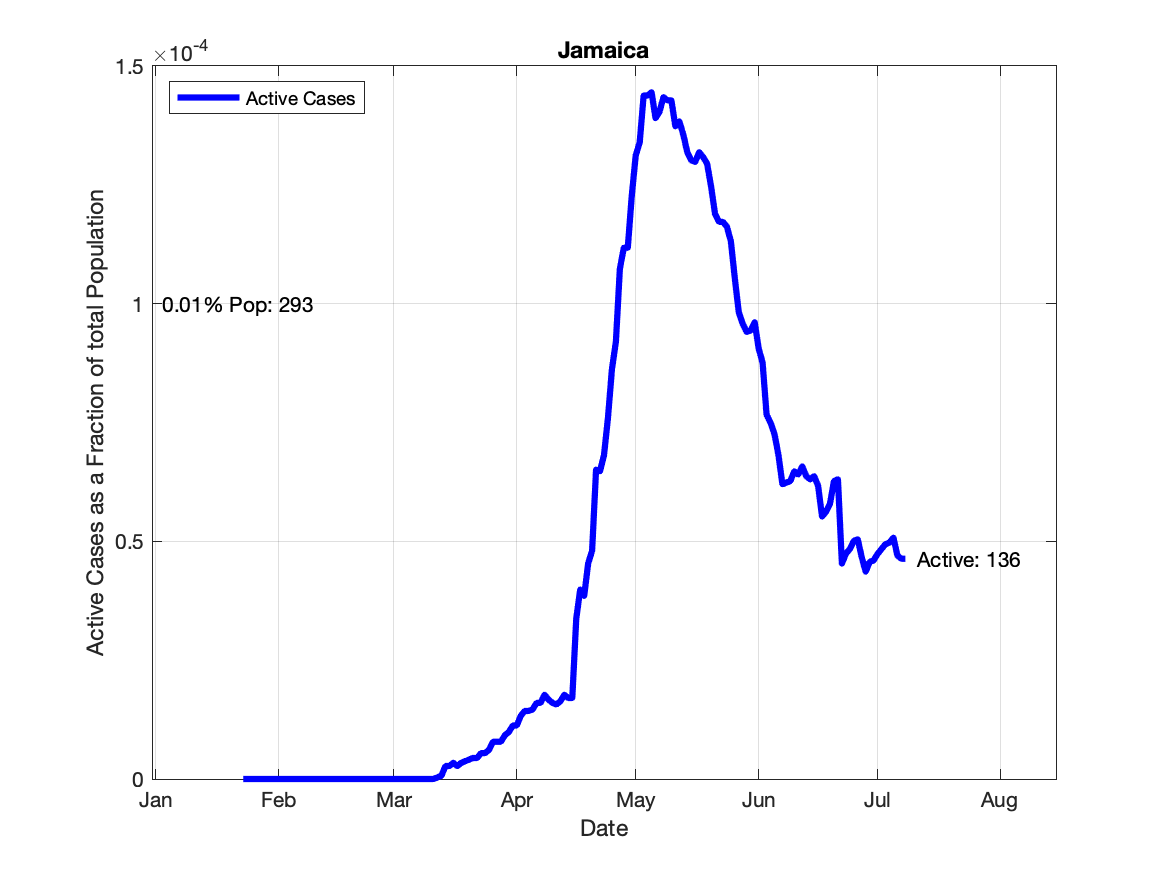 Jamaica
×10-4
1.5
1
0.5
0
Active Cases
0.01% Pop: 293
Active: 136
Active Cases as a Fraction of total Population
Jan Feb Mar Apr May Jun Jul Aug
Date